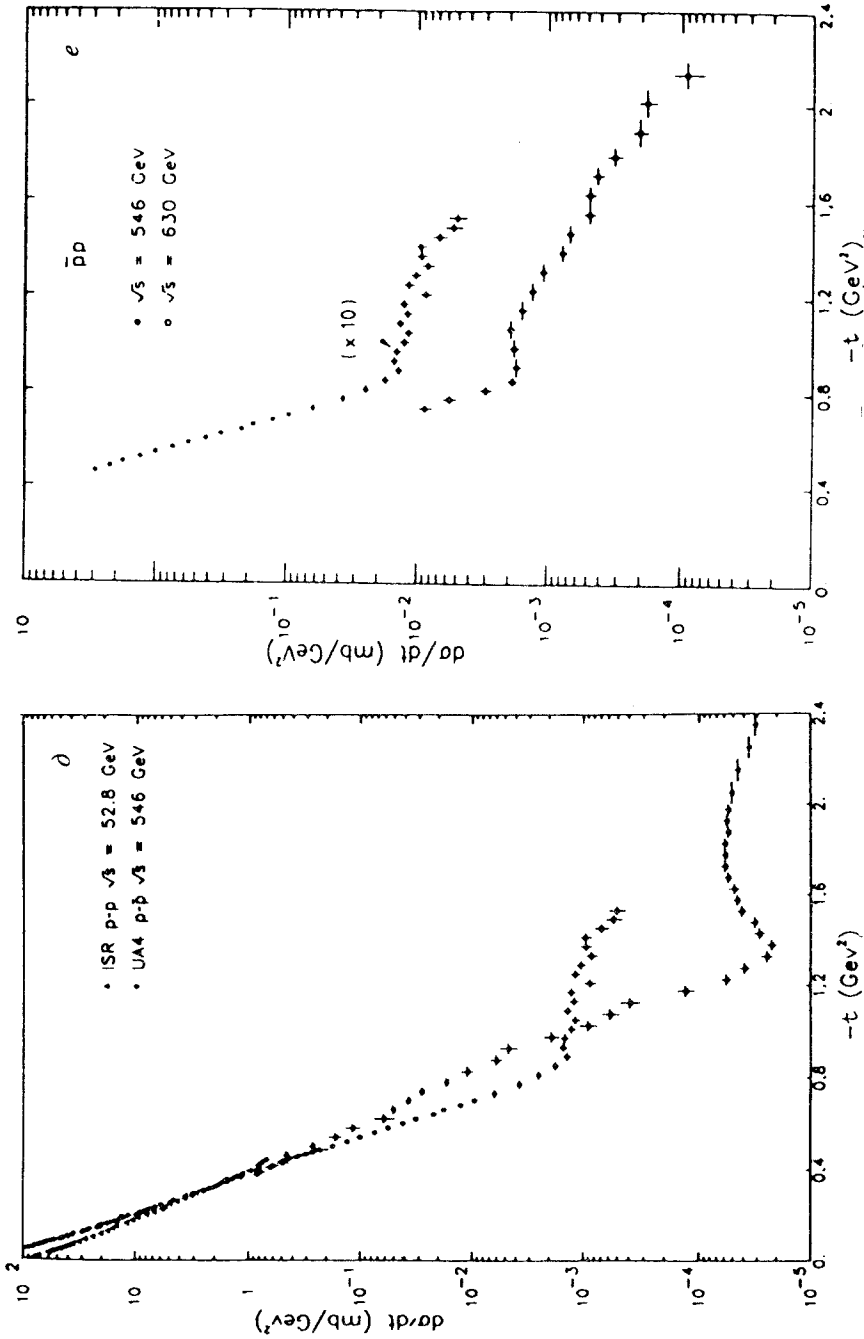 ∂
• ISR p-p √s = 52.8 GeV
• UA4 p-p̄ √s = 546 GeV
dσ/dt (mb/GeV²)
10²
10
1
10⁻¹
10⁻²
10⁻³
10⁻⁴
10⁻⁵
0. 0.4 0.8 1.2 1.6 2. 2.4
-t (GeV²)
e
p̄p
• √s = 546 GeV
○ √s = 630 GeV
(×10)
dσ/dt (mb/GeV²)
10
10⁻¹
10⁻²
10⁻³
10⁻⁴
10⁻⁵
0 0.4 0.8 1.2 1.6 2. 2.4
-t (GeV²)